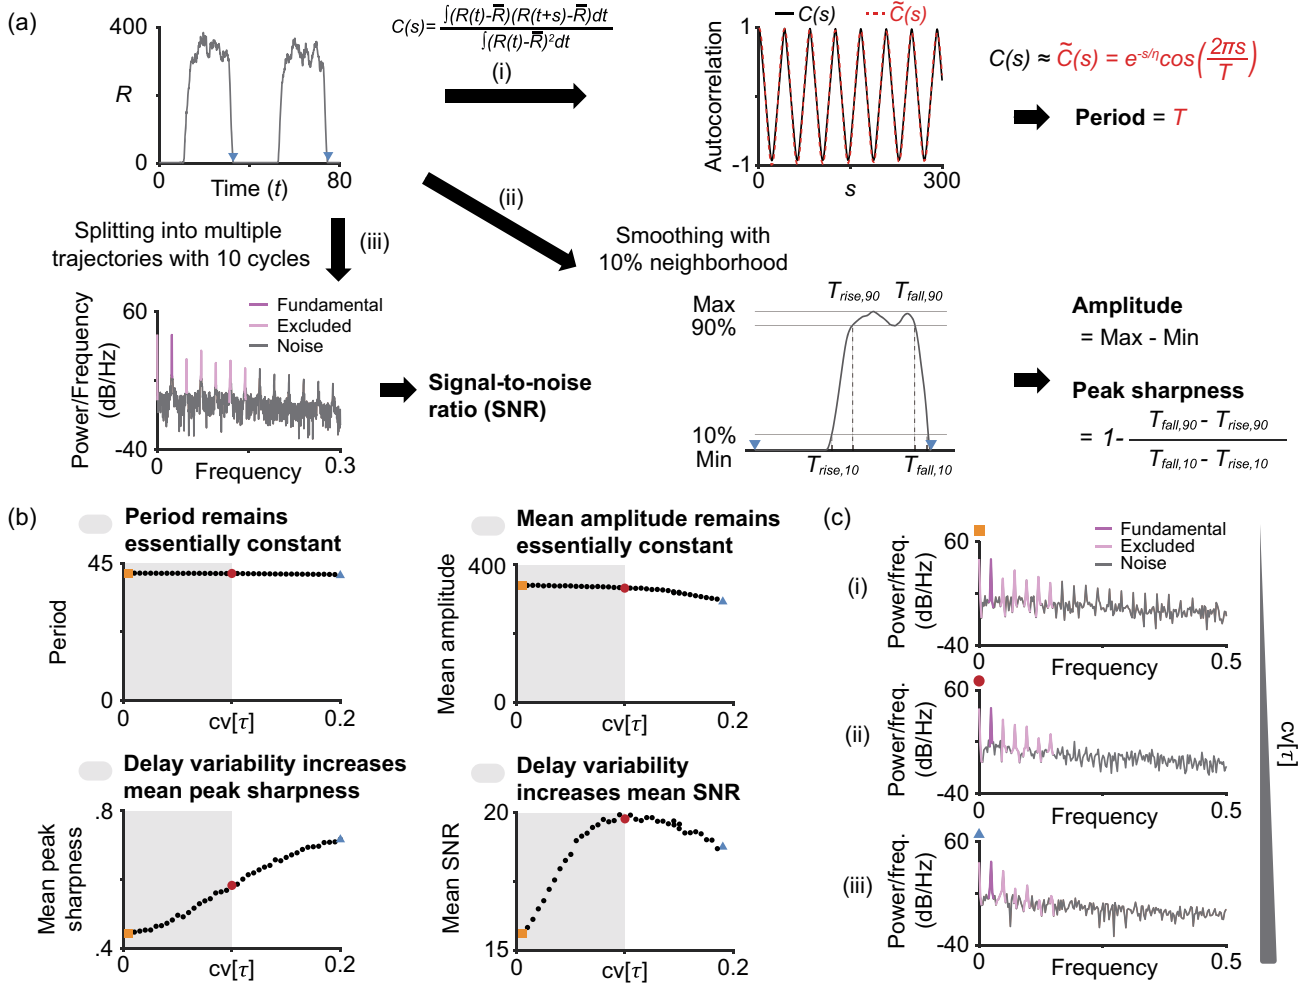 (a)
400
R
0
0
Time (t)
80
C(s)= ∫(R(t)-R̅)(R(t+s)-R̅)dt
∫(R(t)-R̅)²dt
(i)
C(s) C̃(s)
Autocorrelation
1
-1
0
s
300
C(s) ≈ C̃(s) = e^-s/η cos(2πs/T)
Period = T
(ii)
Splitting into multiple
trajectories with 10 cycles
(iii)
Smoothing with
10% neighborhood
Power/Frequency
(dB/Hz)
60
-40
Fundamental
Excluded
Noise
0
Frequency
0.3
Signal-to-noise
ratio (SNR)
T rise,90
T fall,90
Max
90%
10%
Min
T rise,10
T fall,10
Amplitude
= Max - Min
Peak sharpness
= 1- T fall,90 - T rise,90
T fall,10 - T rise,10
(b)
Period remains
essentially constant
Period
45
0
0
cv[τ]
0.2
Mean amplitude remains
essentially constant
Mean amplitude
400
0
0
cv[τ]
0.2
Delay variability increases
mean peak sharpness
Mean peak
sharpness
.8
.4
0
cv[τ]
0.2
Delay variability
increases mean SNR
Mean SNR
20
15
0
cv[τ]
0.2
(c)
(i)
Power/freq.
(dB/Hz)
60
-40
Fundamental
Excluded
Noise
0
Frequency
0.5
(ii)
Power/freq.
(dB/Hz)
60
-40
0
Frequency
0.5
(iii)
Power/freq.
(dB/Hz)
60
-40
0
Frequency
0.5
cv[τ]